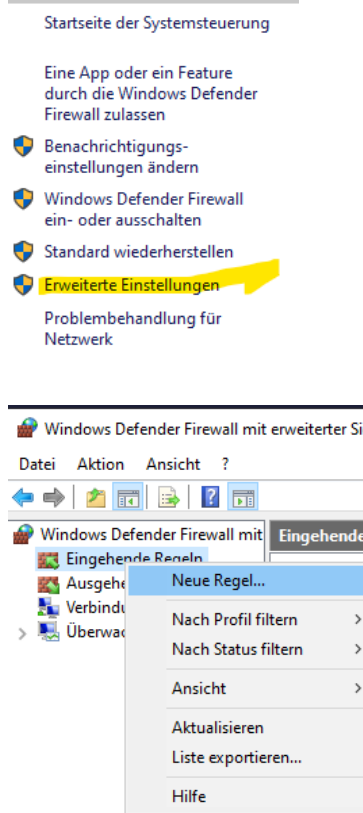 Startseite der Systemsteuerung
Eine App oder ein Feature
durch die Windows Defender
Firewall zulassen
Benachrichtigungs-
einstellungen ändern
Windows Defender Firewall
ein- oder ausschalten
Standard wiederherstellen
Erweiterte Einstellungen
Problembehandlung für
Netzwerk
Windows Defender Firewall mit erweiterter Si
Datei Aktion Ansicht ?
Windows Defender Firewall mit
Eingehende
Eingehende Regeln
Ausgehe
Verbindu
Überwac
Neue Regel...
Nach Profil filtern
Nach Status filtern
Ansicht
Aktualisieren
Liste exportieren...
Hilfe